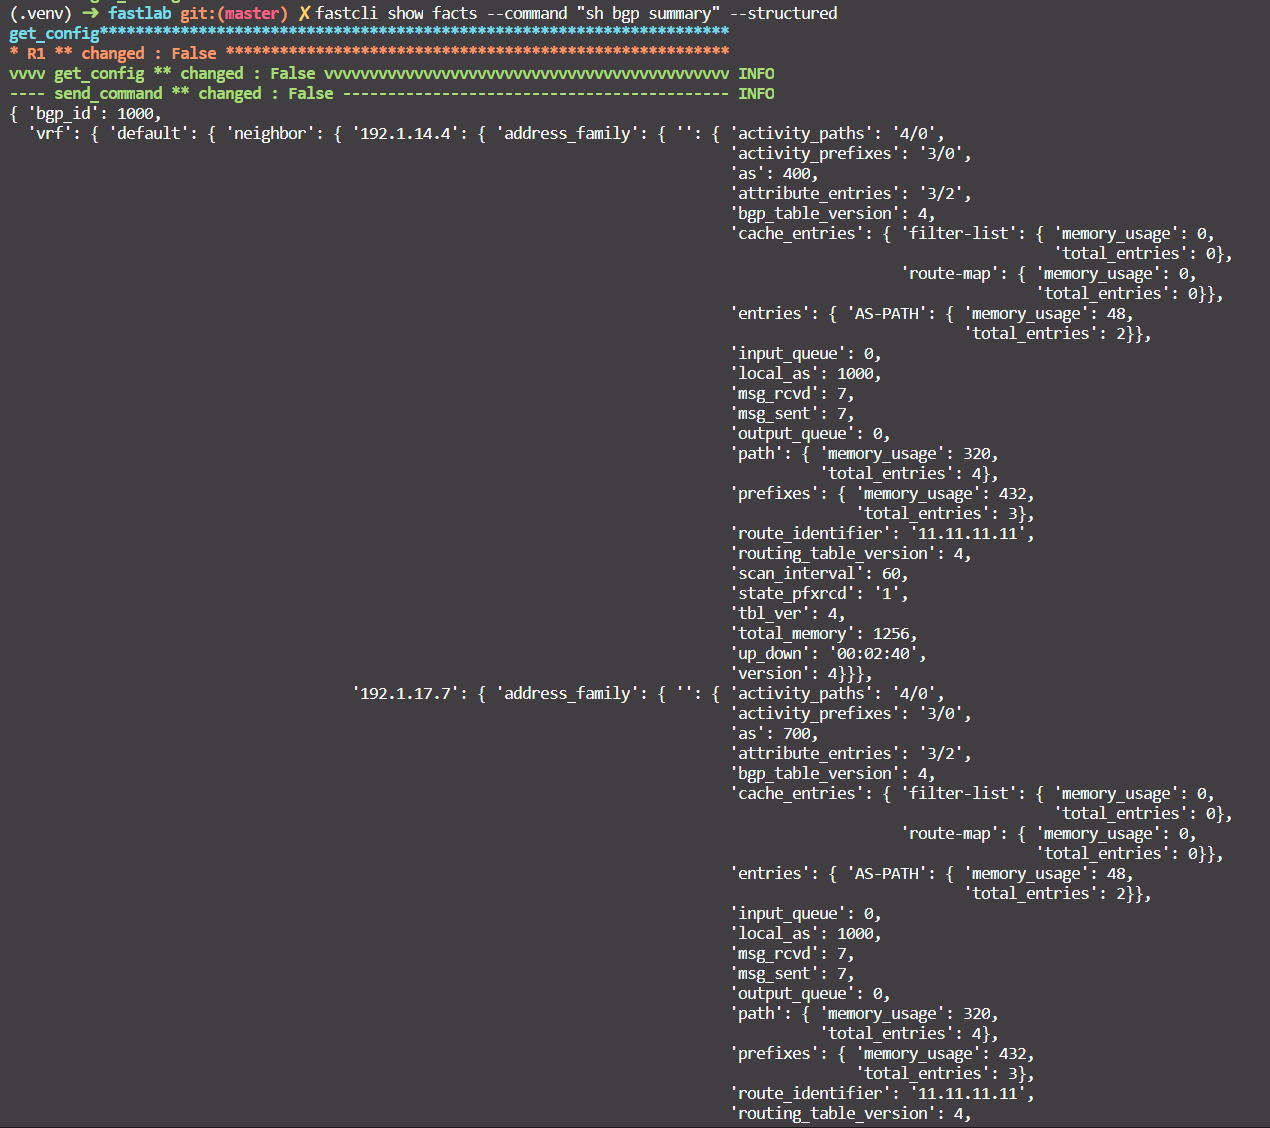 (.venv) ➜ fastlab git:(master) ✗ fastcli show facts --command "sh bgp summary" --structured
get_config**********************************************************************
* R1 ** changed : False ********************************************************
vvvv get_config ** changed : False vvvvvvvvvvvvvvvvvvvvvvvvvvvvvvvvvvvvvvvvvvvvv INFO
---- send_command ** changed : False ------------------------------------------- INFO
{ 'bgp_id': 1000,
'vrf': { 'default': { 'neighbor': { '192.1.14.4': { 'address_family': { '': { 'activity_paths': '4/0',
'activity_prefixes': '3/0',
'as': 400,
'attribute_entries': '3/2',
'bgp_table_version': 4,
'cache_entries': { 'filter-list': { 'memory_usage': 0,
'total_entries': 0},
'route-map': { 'memory_usage': 0,
'total_entries': 0}},
'entries': { 'AS-PATH': { 'memory_usage': 48,
'total_entries': 2}},
'input_queue': 0,
'local_as': 1000,
'msg_rcvd': 7,
'msg_sent': 7,
'output_queue': 0,
'path': { 'memory_usage': 320,
'total_entries': 4},
'prefixes': { 'memory_usage': 432,
'total_entries': 3},
'route_identifier': '11.11.11.11',
'routing_table_version': 4,
'scan_interval': 60,
'state_pfxrcd': '1',
'tbl_ver': 4,
'total_memory': 1256,
'up_down': '00:02:40',
'version': 4}}},
'192.1.17.7': { 'address_family': { '': { 'activity_paths': '4/0',
'activity_prefixes': '3/0',
'as': 700,
'attribute_entries': '3/2',
'bgp_table_version': 4,
'cache_entries': { 'filter-list': { 'memory_usage': 0,
'total_entries': 0},
'route-map': { 'memory_usage': 0,
'total_entries': 0}},
'entries': { 'AS-PATH': { 'memory_usage': 48,
'total_entries': 2}},
'input_queue': 0,
'local_as': 1000,
'msg_rcvd': 7,
'msg_sent': 7,
'output_queue': 0,
'path': { 'memory_usage': 320,
'total_entries': 4},
'prefixes': { 'memory_usage': 432,
'total_entries': 3},
'route_identifier': '11.11.11.11',
'routing_table_version': 4,